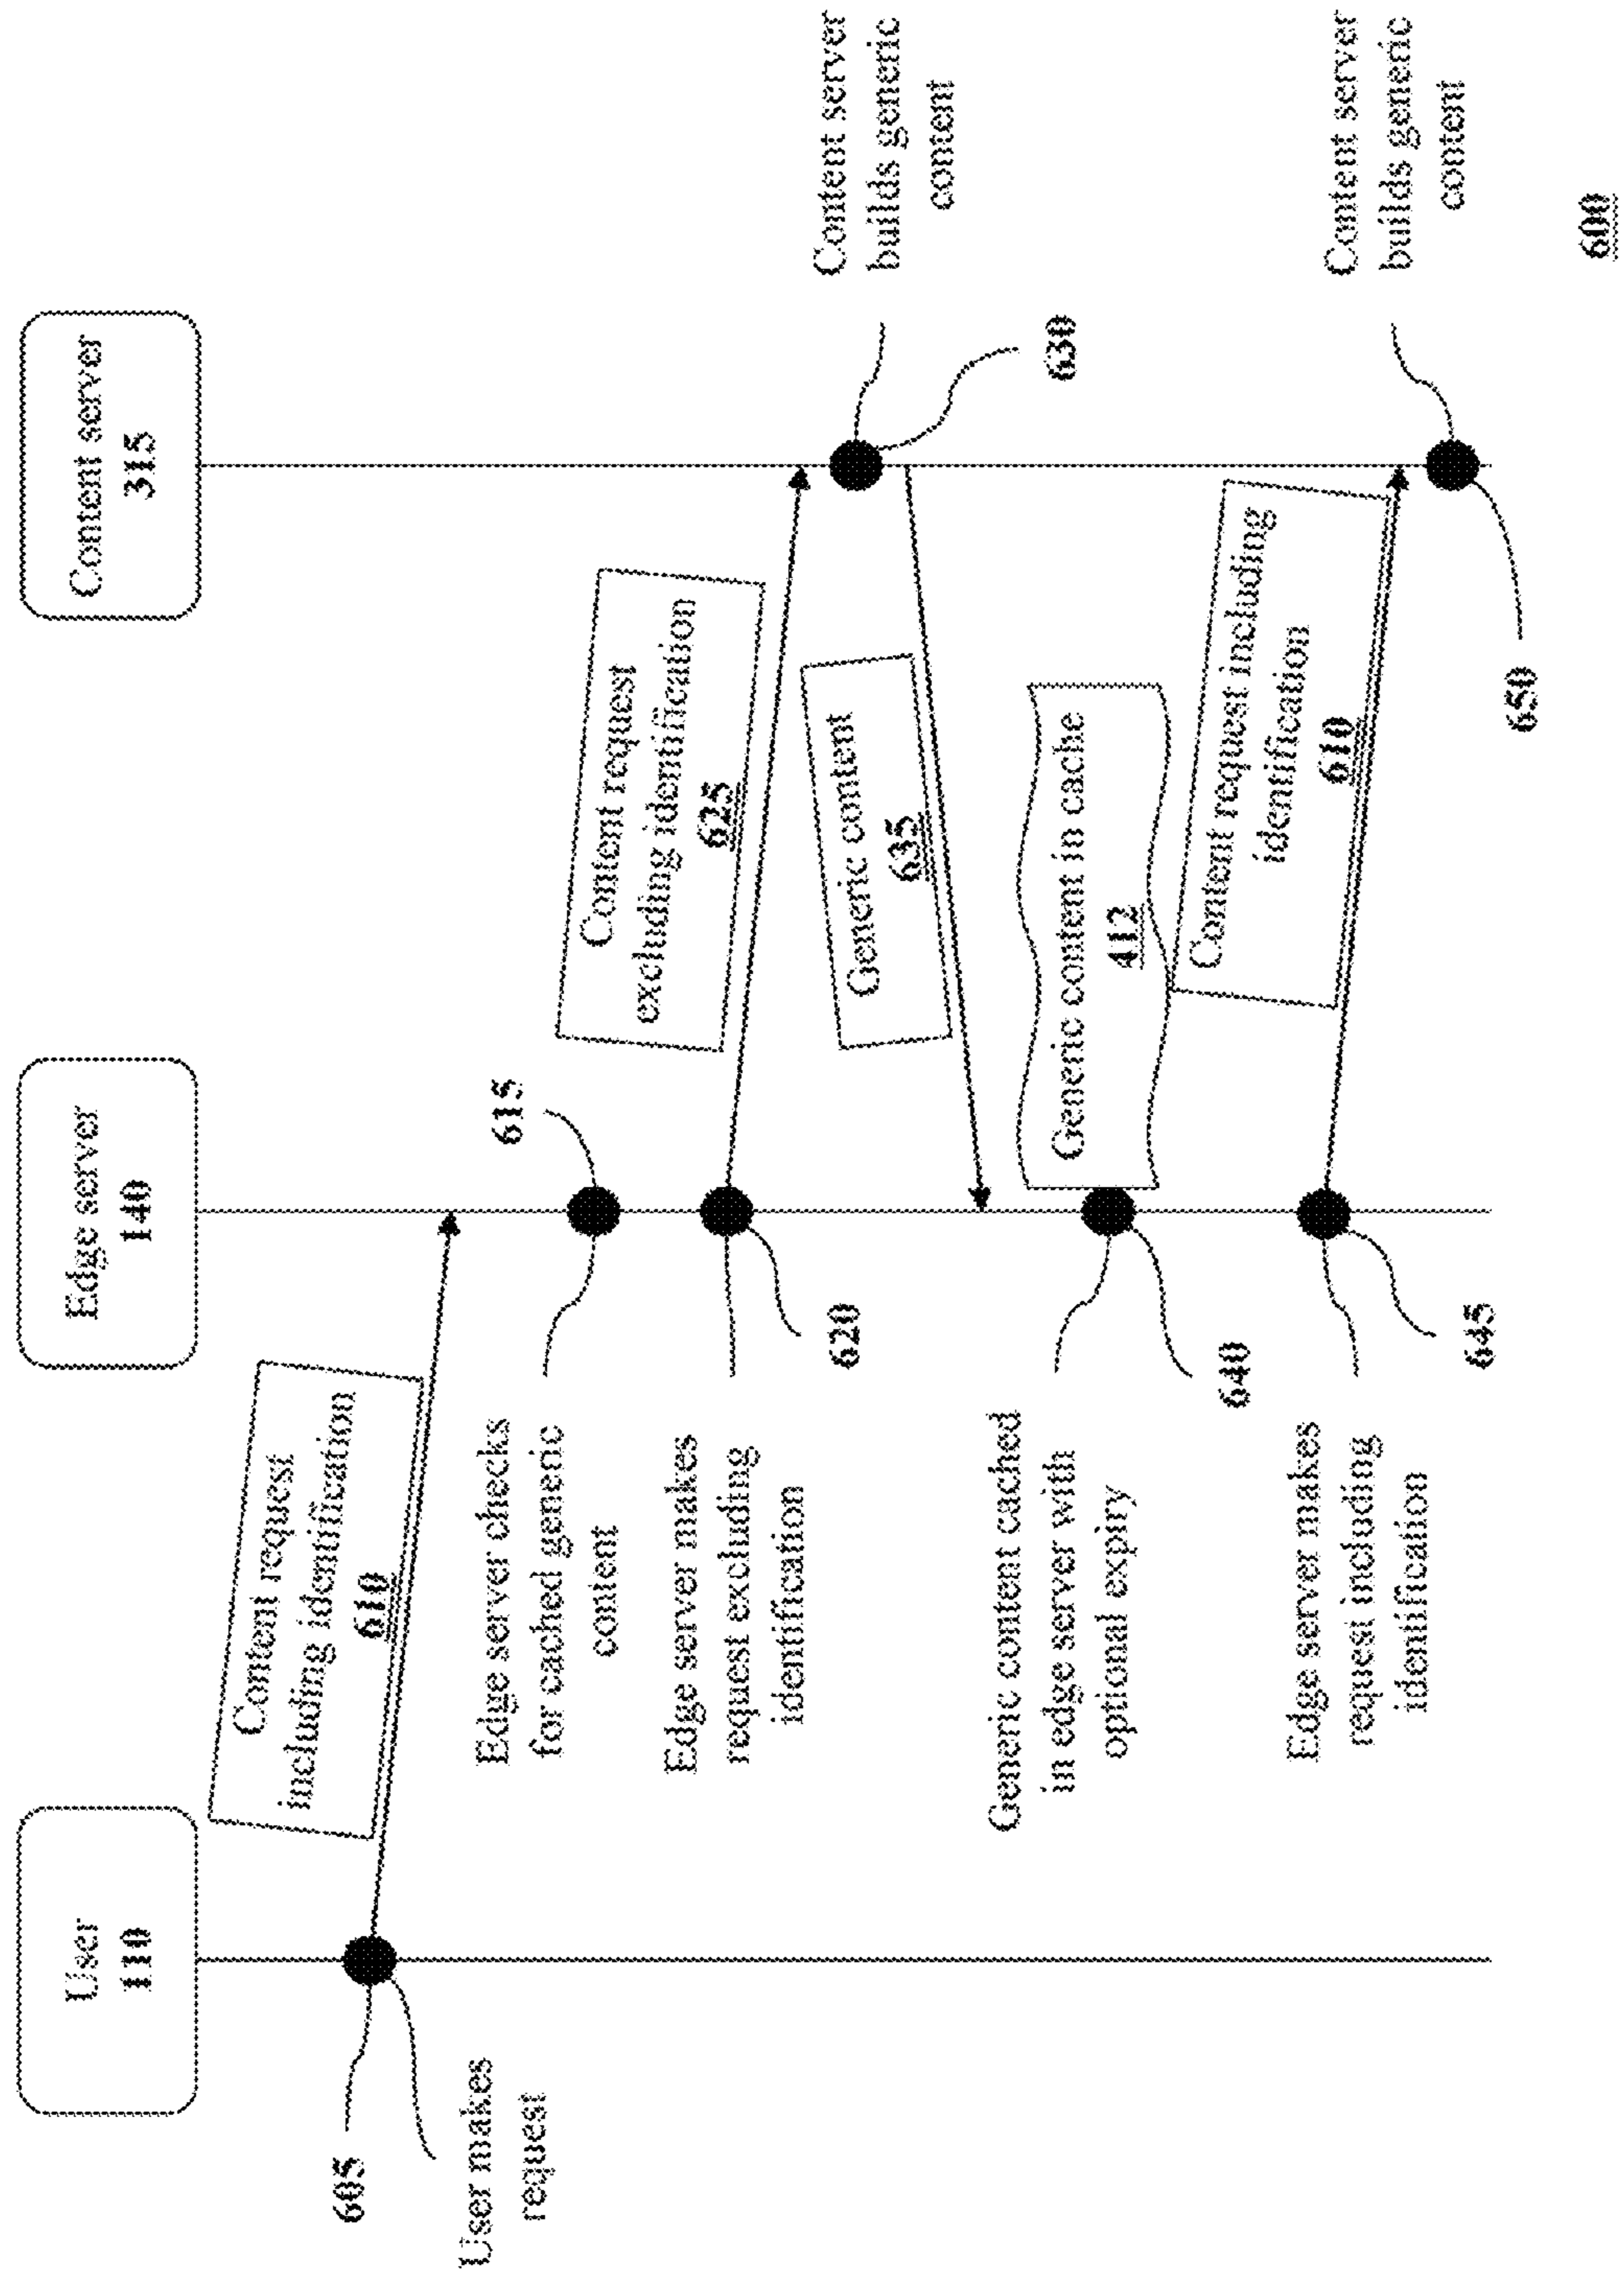 User
110
Edge server
140
Content server
315
605
User makes
request
Content request
including identification
610
Edge server checks
for cached generic
content
615
Edge server makes
request excluding
identification
620
Content request
excluding identification
625
Content server
builds generic
content
630
Generic content
635
Generic content cached
in edge server with
optional expiry
640
Generic content in cache
412
Edge server makes
request including
identification
645
Content request including
identification
610
Content server
builds generic
content
650
600